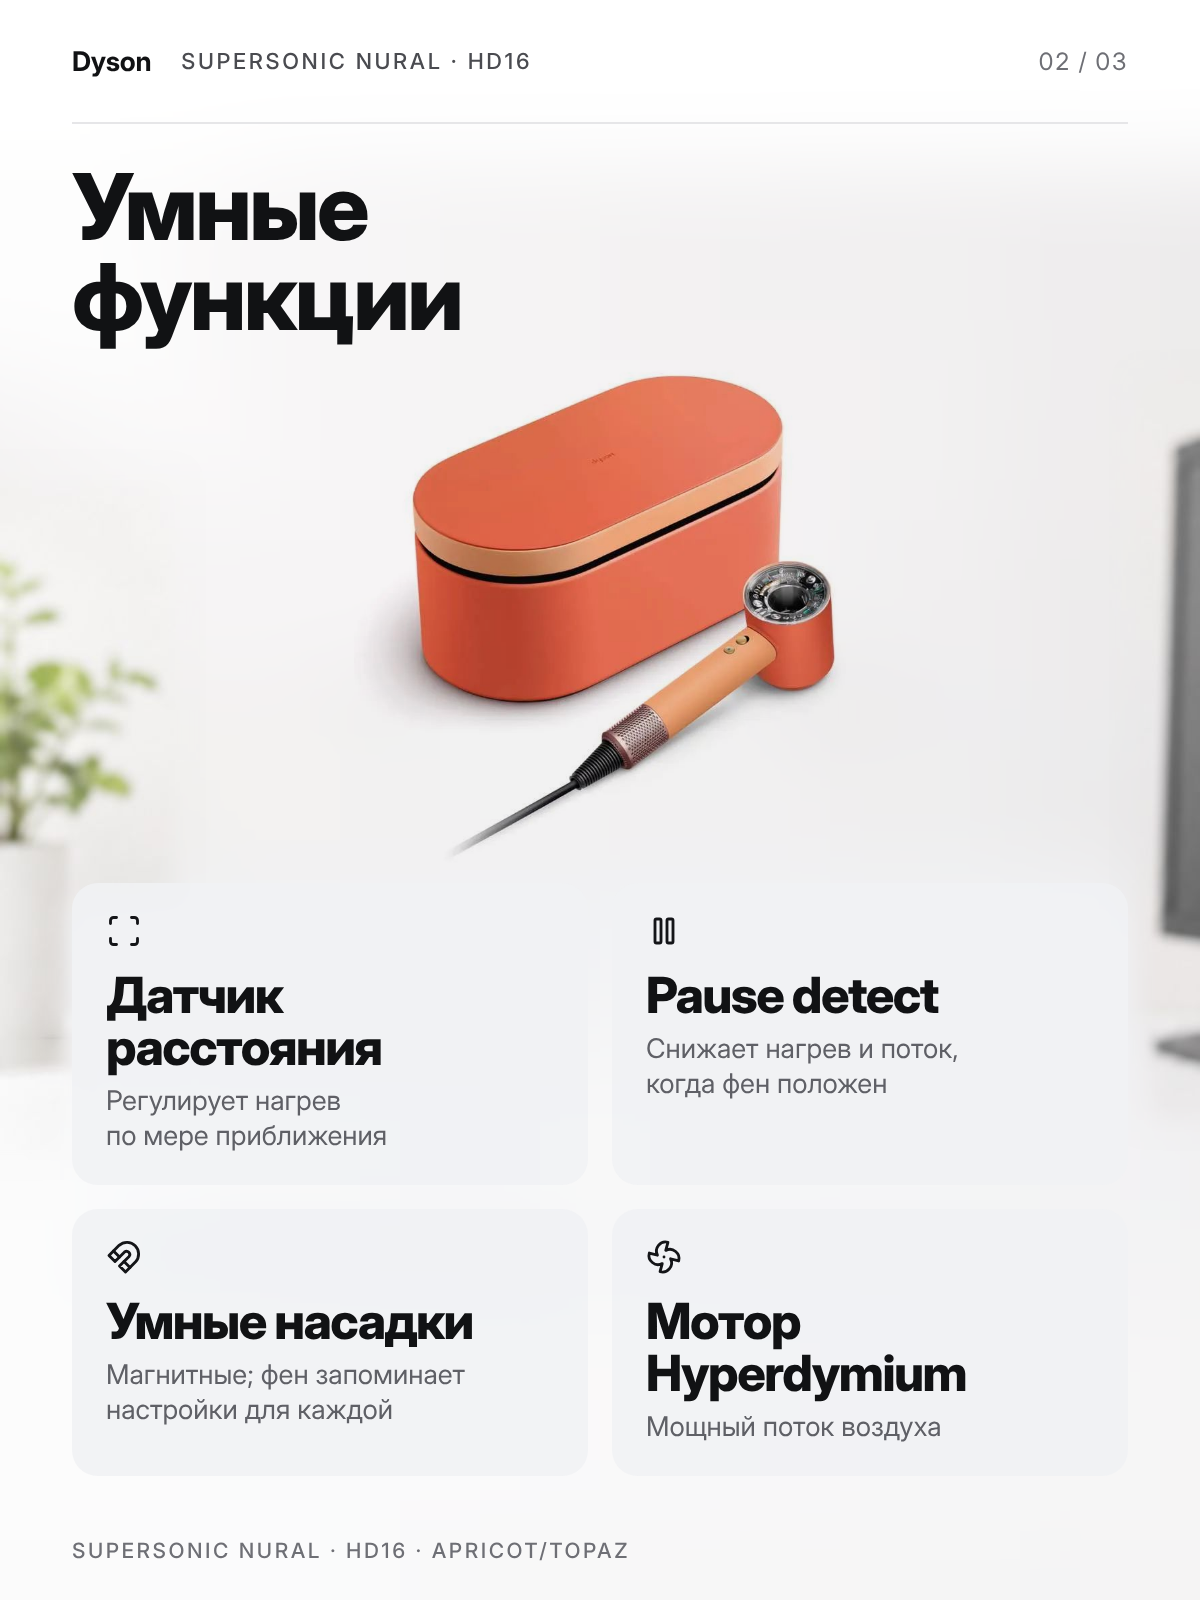 Dyson SUPERSONIC NURAL · HD16 02 / 03
Умные
функции
dyson
Датчик
расстояния
Регулирует нагрев
по мере приближения
Pause detect
Снижает нагрев и поток,
когда фен положен
Умные насадки
Магнитные; фен запоминает
настройки для каждой
Мотор
Hyperdymium
Мощный поток воздуха
SUPERSONIC NURAL · HD16 · APRICOT/TOPAZ